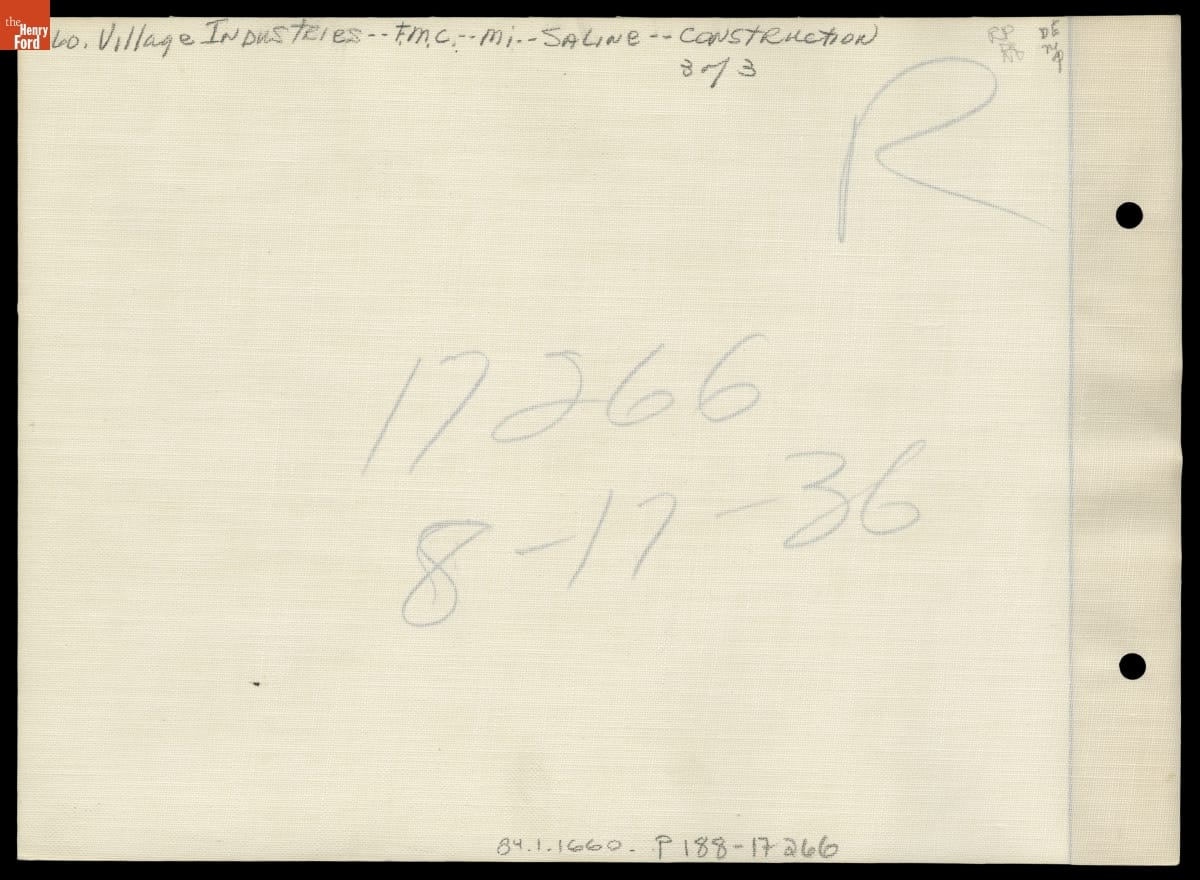 the
Henry
Ford
60. Village Industries--F.M.C.--Mi.--Saline--Construction
3 of 3
R
17266
8-17-36
84.1.1660. P 188-17266